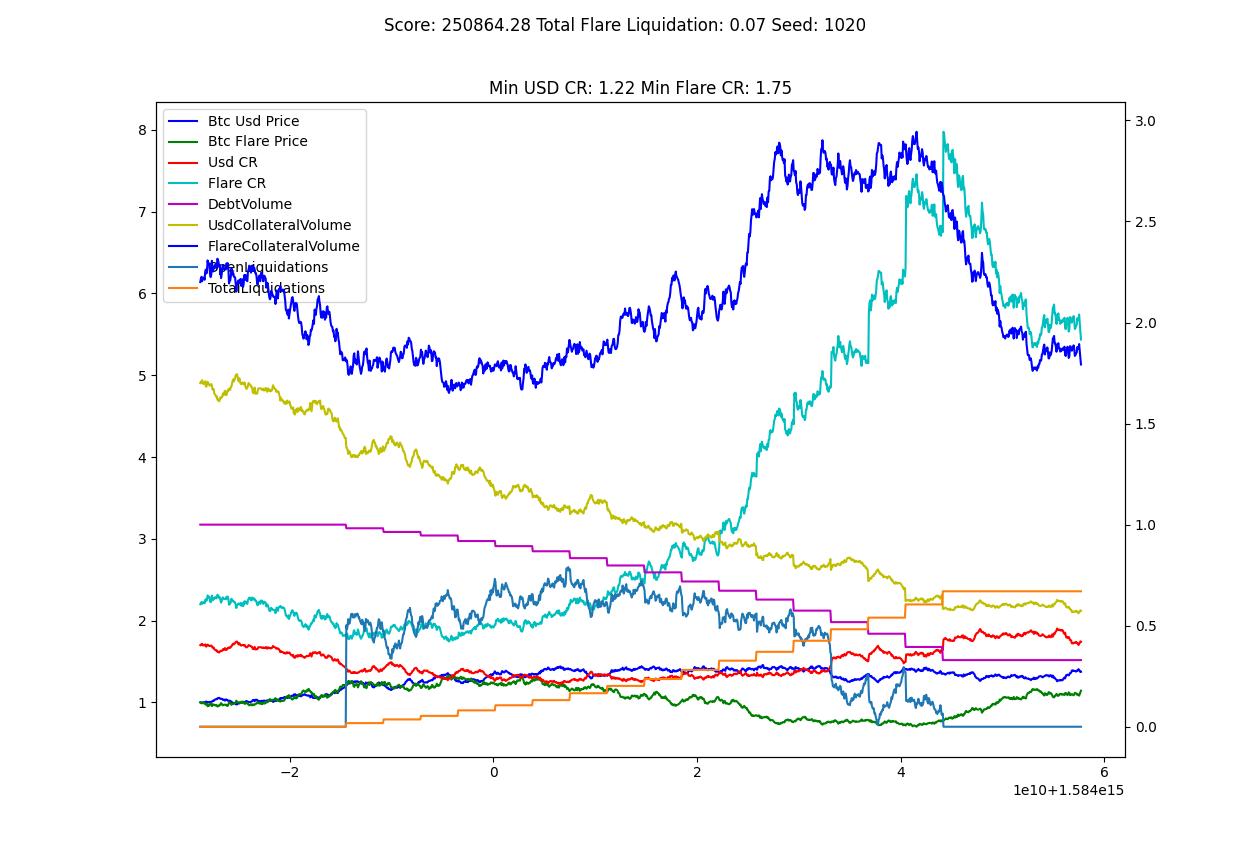 Score: 250864.28 Total Flare Liquidation: 0.07 Seed: 1020
Min USD CR: 1.22 Min Flare CR: 1.75
Btc Usd Price
Btc Flare Price
Usd CR
Flare CR
DebtVolume
UsdCollateralVolume
FlareCollateralVolume
OpenLiquidations
TotalLiquidations
8
7
6
5
4
3
2
1
3.0
2.5
2.0
1.5
1.0
0.5
0.0
−2
0
2
4
6
1e10+1.584e15